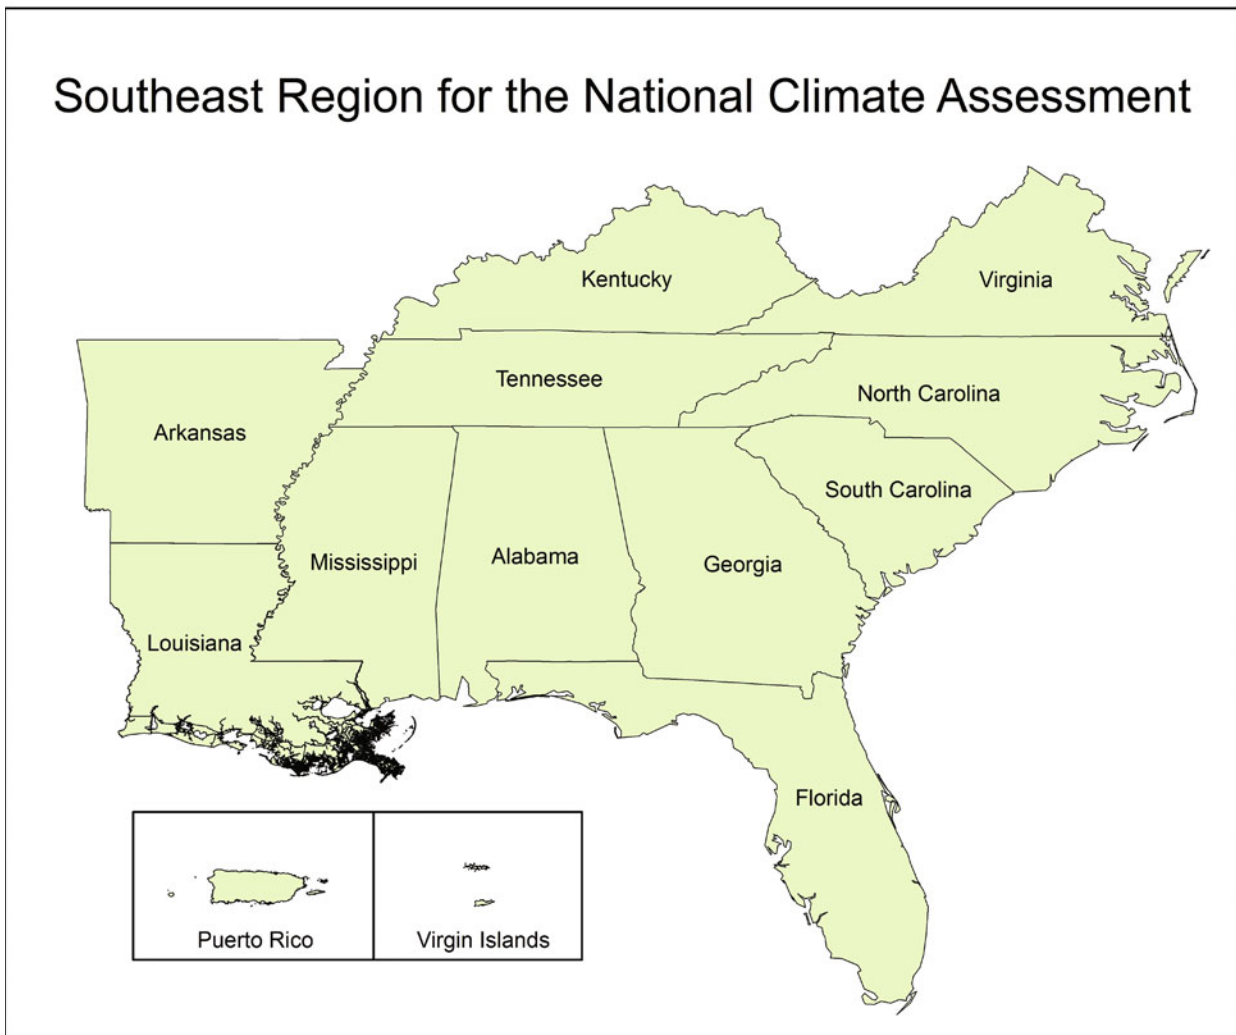 Southeast Region for the National Climate Assessment
Kentucky
Virginia
Tennessee
North Carolina
Arkansas
South Carolina
Mississippi
Alabama
Georgia
Louisiana
Florida
Puerto Rico
Virgin Islands